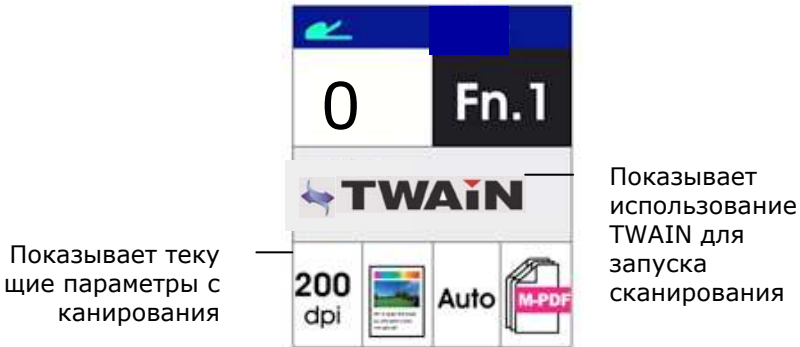 0
Fn.1
TWAiN
Показывает
использование
TWAIN для
запуска
сканирования
Показывает теку
щие параметры с
канирования
200
dpi
Auto
M-PDF